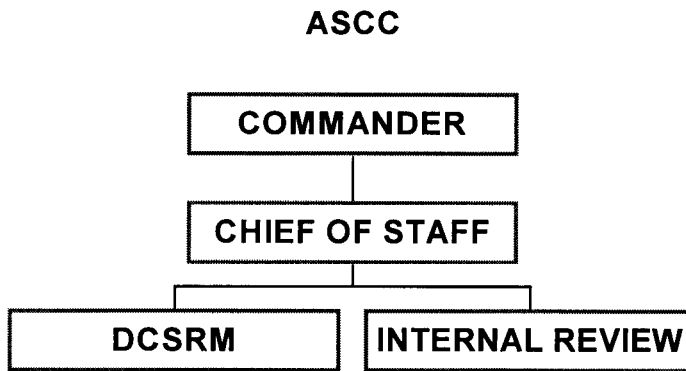 ASCC
COMMANDER
CHIEF OF STAFF
DCSRM
INTERNAL REVIEW